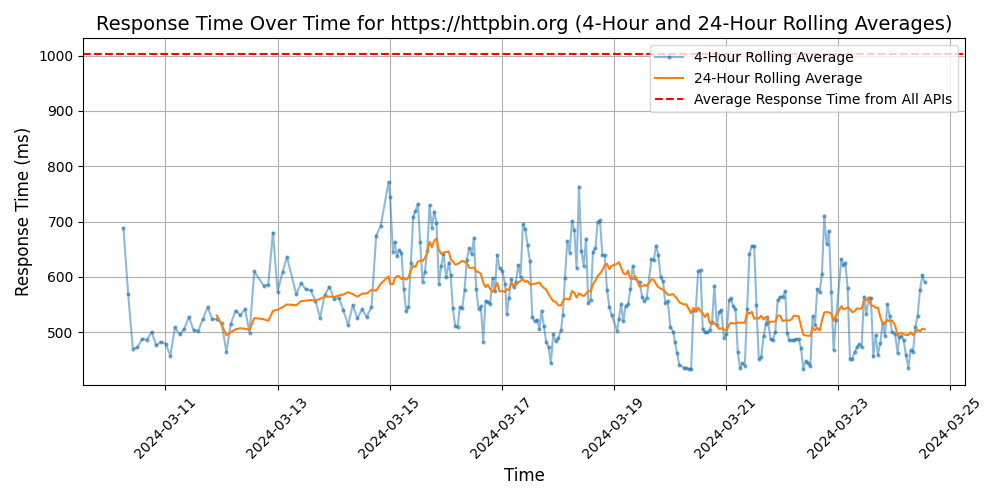 Response Time Over Time for https://httpbin.org (4-Hour and 24-Hour Rolling Averages)
4-Hour Rolling Average
24-Hour Rolling Average
Average Response Time from All APIs
Response Time (ms)
1000
900
800
700
600
500
2024-03-11
2024-03-13
2024-03-15
2024-03-17
2024-03-19
2024-03-21
2024-03-23
2024-03-25
Time